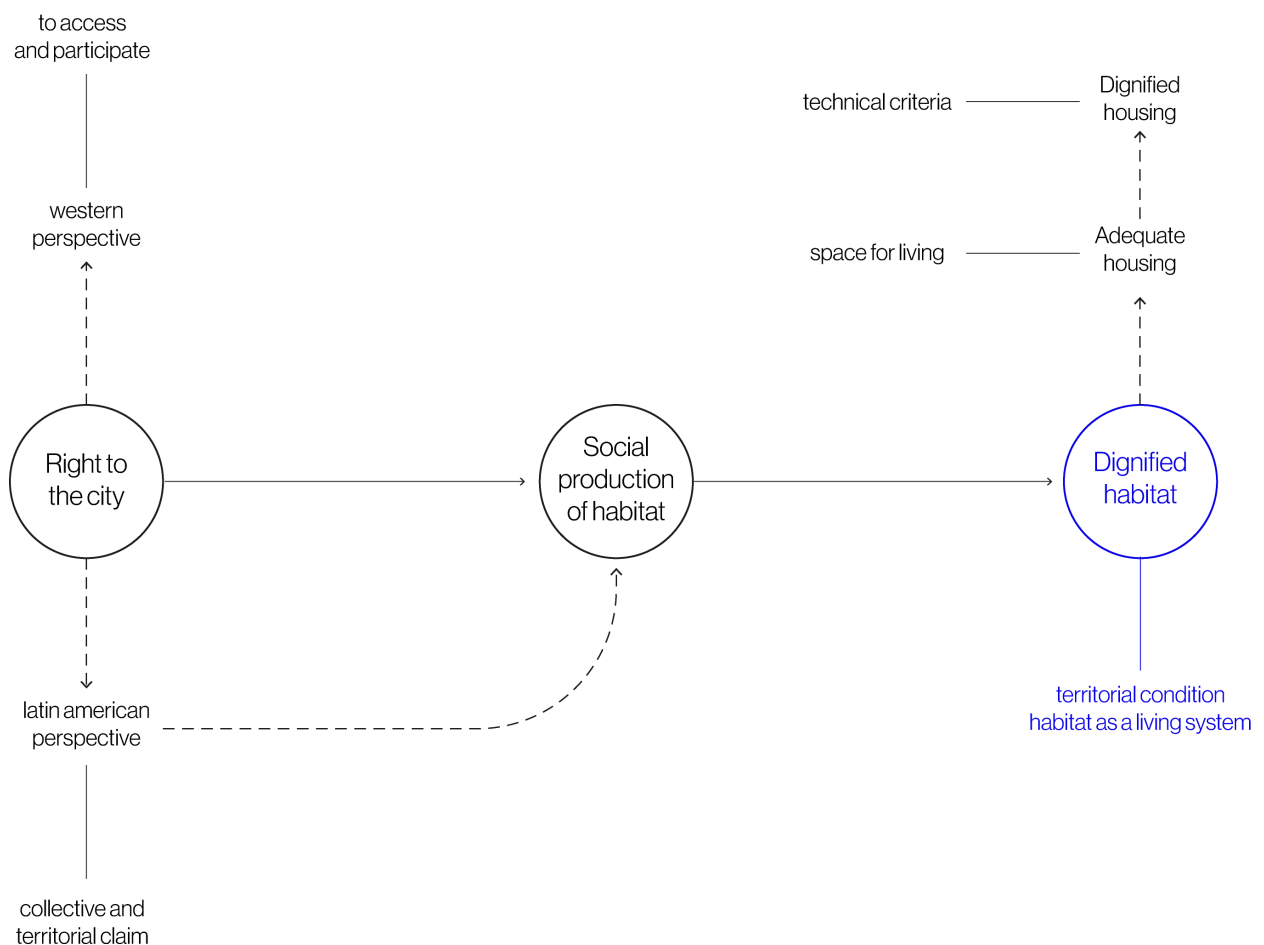 to access
and participate
western
perspective
Right to
the city
latin american
perspective
collective and
territorial claim
Social
production
of habitat
technical criteria
Dignified
housing
space for living
Adequate
housing
Dignified
habitat
territorial condition
habitat as a living system